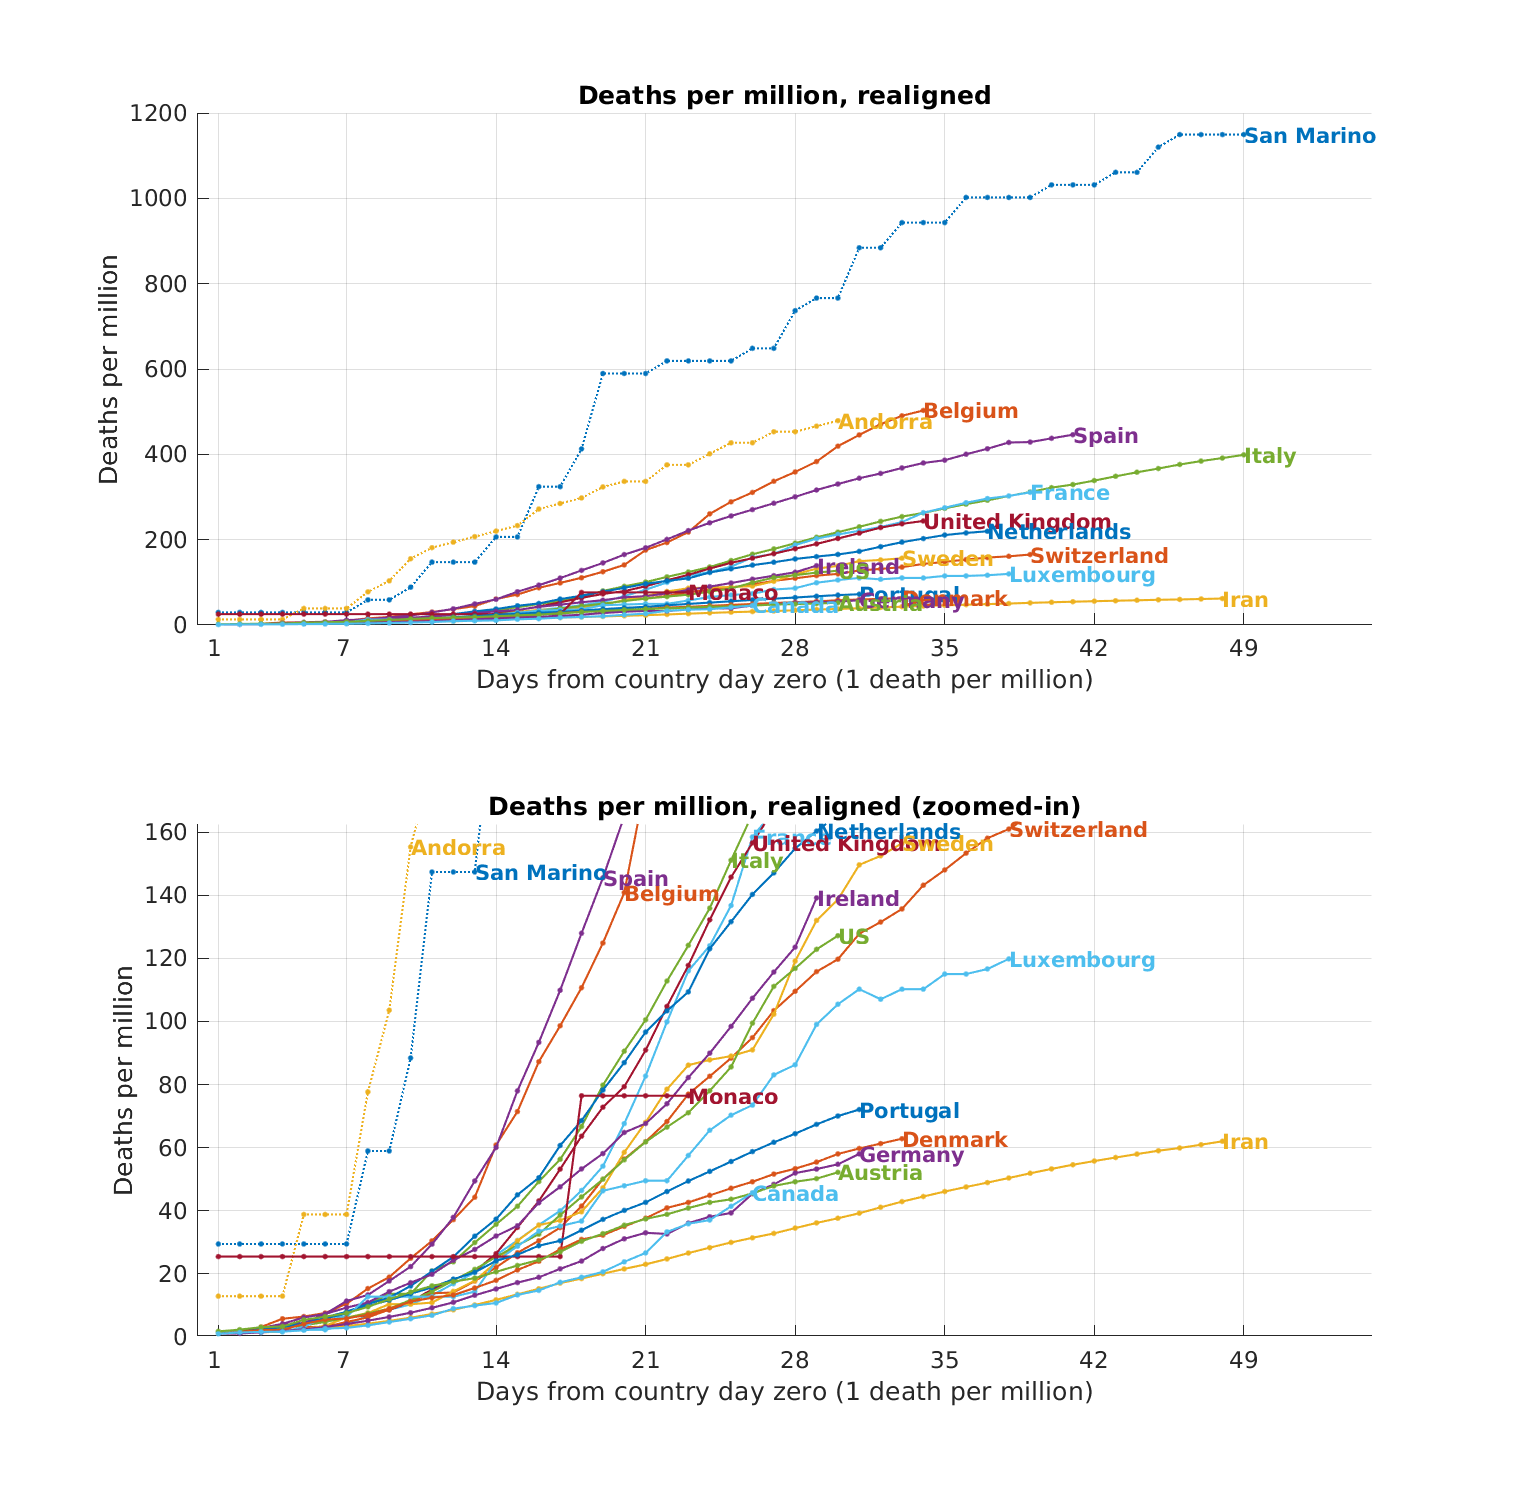 Deaths per million, realigned
1200
1000
800
600
400
200
0
Deaths per million
San Marino
Belgium
Andorra
Spain
Italy
France
United Kingdom
Netherlands
Sweden
Switzerland
Ireland
US
Luxembourg
Monaco
Portugal
Denmark
Germany
Austria
Canada
Iran
1 7 14 21 28 35 42 49
Days from country day zero (1 death per million)
Deaths per million, realigned (zoomed-in)
160
140
120
100
80
60
40
20
0
Deaths per million
Netherlands
Switzerland
France
United Kingdom
Sweden
Andorra
Italy
San Marino
Spain
Belgium
Ireland
US
Luxembourg
Monaco
Portugal
Denmark
Iran
Germany
Austria
Canada
1 7 14 21 28 35 42 49
Days from country day zero (1 death per million)